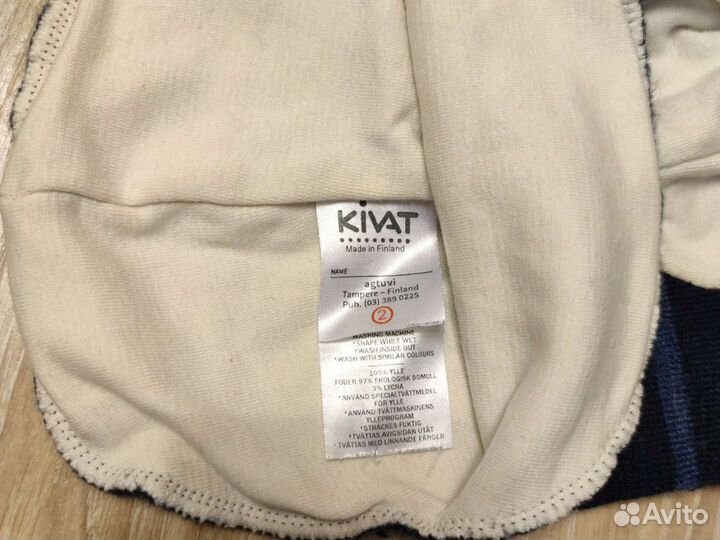 KIVAT
Made in Finland
NAME
agtuvi
Tampere – Finland
Puh. (03) 389 0225
2
WASHING MACHINE
*SHAPE WHILE WET
*WASH INSIDE OUT
*WASH WITH SIMILAR COLOURS
100% YLLE
FODER 97% EKOLOGISK BOMULL
3% LYCRA
*ANVÄND SPECIALTVÄTTMEDEL
FÖR YLLE
*ANVÄND TVÄTTMASKINENS
YLLEPROGRAM
*STRÄCKES FUKTIG
*TVÄTTAS AVIGSIDAN UTÅT
*TVÄTTAS MED LIKNANDE FÄRGER
Avito